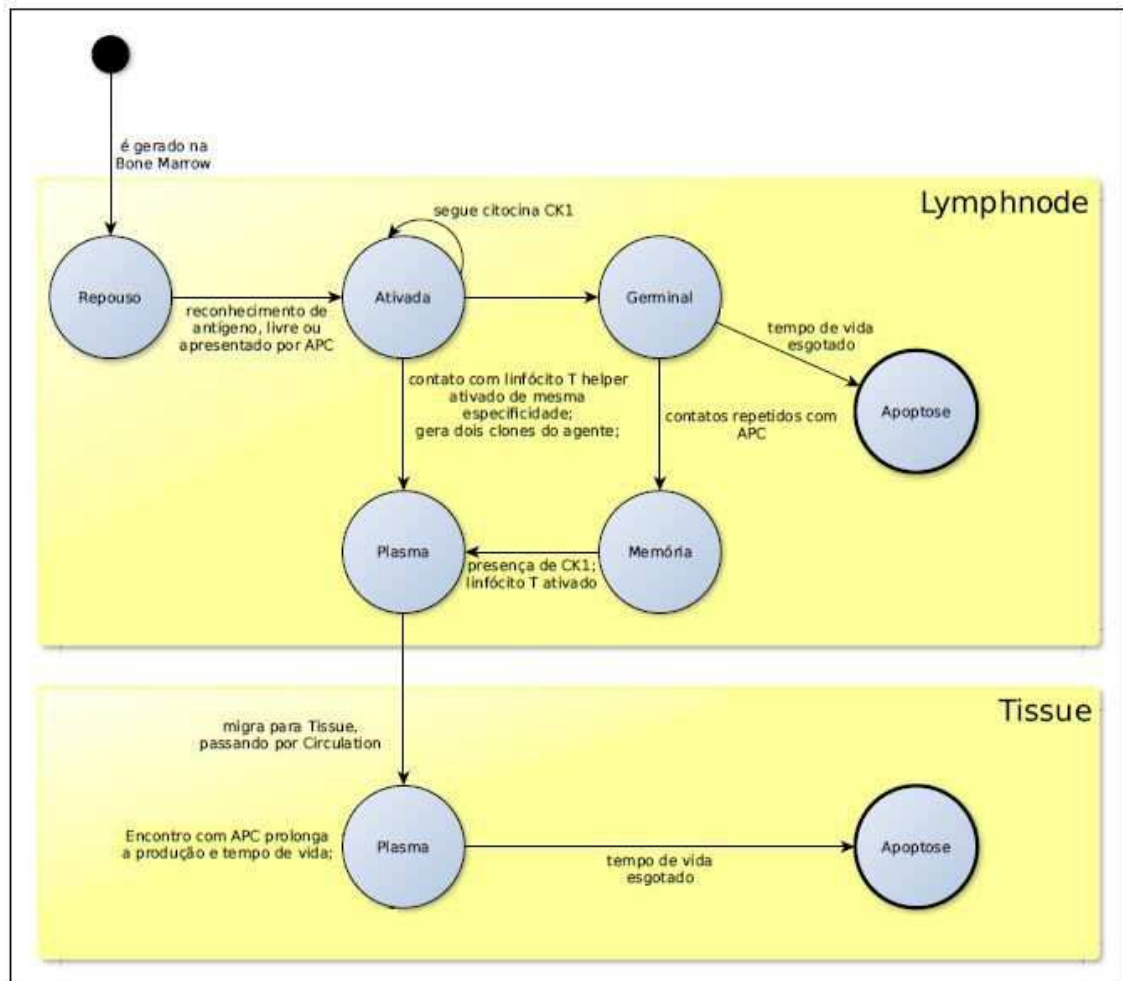 é gerado na
Bone Marrow
Lymphnode
segue citocina CK1
Repouso
Ativada
Germinal
reconhecimento de
antígeno, livre ou
apresentado por APC
tempo de vida
esgotado
Apoptose
contato com linfócito T helper
ativado de mesma
especificidade;
gera dois clones do agente;
contatos repetidos com
APC
Plasma
Memória
presença de CK1;
linfócito T ativado
Tissue
migra para Tissue,
passando por Circulation
Encontro com APC prolonga
a produção e tempo de vida;
Plasma
tempo de vida
esgotado
Apoptose